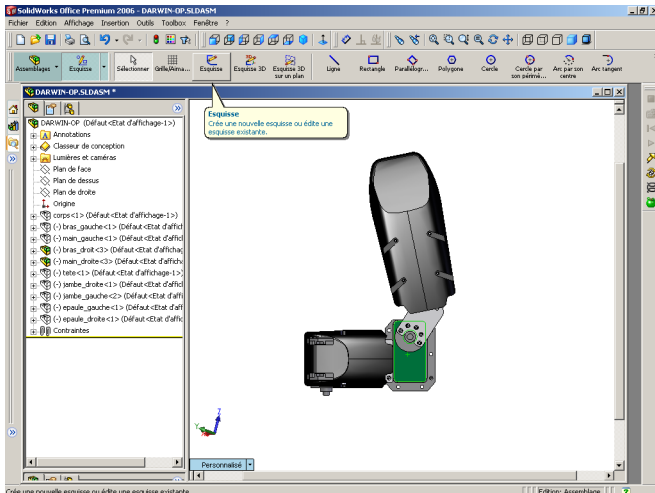 SolidWorks Office Premium 2006 - DARWIN-OP.SLDASM
Fichier Edition Affichage Insertion Outils Toolbox Fenêtre ?
Assemblages Esquisse Sélectionner Grille/Aima... Esquisse Esquisse 3D Esquisse 3D sur un plan Ligne Rectangle Parallélogr... Polygone Cercle Cercle par son périmé... Arc par son centre Arc tangent
DARWIN-OP.SLDASM *
Esquisse
Crée une nouvelle esquisse ou édite une
esquisse existante.
DARWIN-OP (Défaut<Etat d'affichage-1>)
Annotations
Classeur de conception
Lumières et caméras
Plan de face
Plan de dessus
Plan de droite
Origine
corps<1> (Défaut<Etat d'affichage-1>)
(-) bras_gauche<1> (Défaut<Etat d'affich
(-) main_gauche<1> (Défaut<Etat d'affich
(-) bras_droit<3> (Défaut<Etat d'affichag
(-) main_droite<3> (Défaut<Etat d'afficha
(-) tete<1> (Défaut<Etat d'affichage-1>)
(-) jambe_droite<1> (Défaut<Etat d'affich
(-) jambe_gauche<2> (Défaut<Etat d'affi
(-) epaule_gauche<1> (Défaut<Etat d'aff
(-) epaule_droite<1> (Défaut<Etat d'affic
Contraintes
Z
Y
Personnalisé
Crée une nouvelle esquisse ou édite une esquisse existante.
Edition: Assemblage